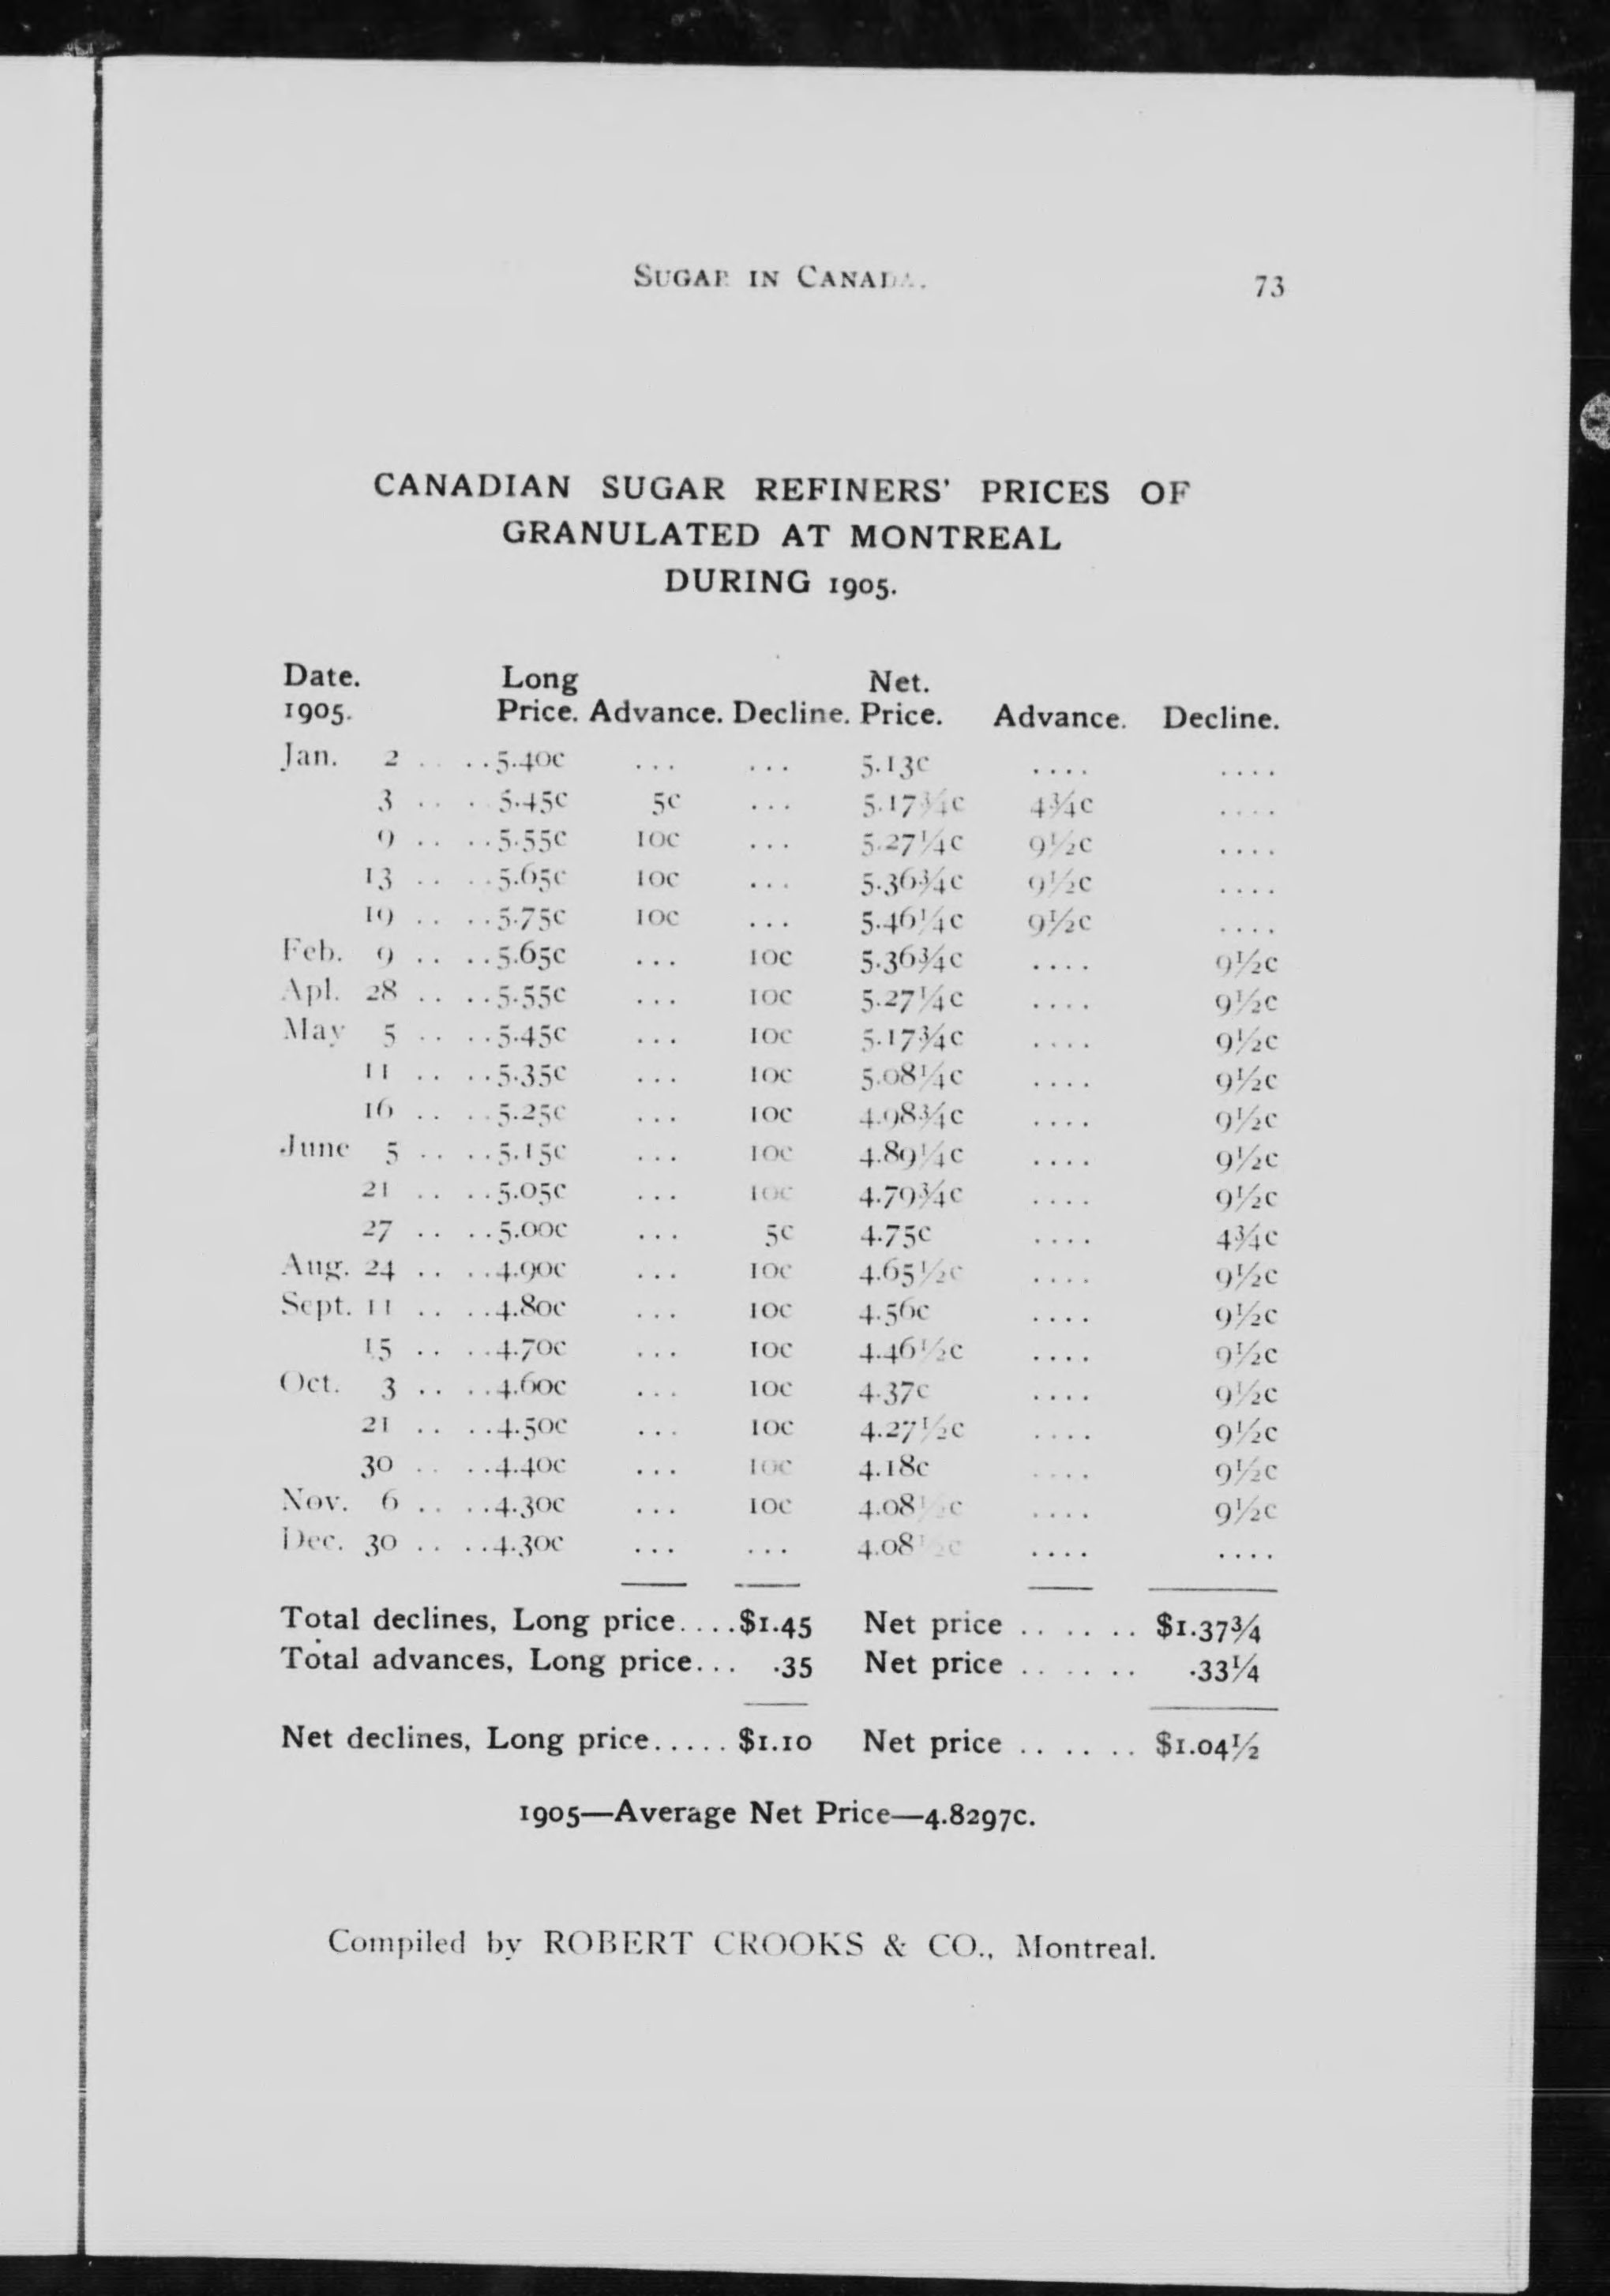 SUGAR IN CANADA. 73
CANADIAN SUGAR REFINERS' PRICES OF
GRANULATED AT MONTREAL
DURING 1905.
Date. Long Net.
1905. Price. Advance. Decline. Price. Advance. Decline.
Jan. 2 .. ..5.40c ... ... 5.13c .... ....
3 .. . 5.45c 5c ... 5.17¾c 4¾c ....
9 .. ..5.55c 10c ... 5.27¼c 9½c ....
13 .. ..5.65c 10c ... 5.36¾c 9½c ....
19 .. ..5.75c 10c ... 5.46¼c 9½c ....
Feb. 9 .. ..5.65c ... 10c 5.36¾c .... 9½c
Apl. 28 .. ..5.55c ... 10c 5.27¼c .... 9½c
May 5 .. ..5.45c ... 10c 5.17¾c .... 9½c
11 .. ..5.35c ... 10c 5.08¼c .... 9½c
16 .. ..5.25c ... 10c 4.98¾c .... 9½c
June 5 .. ..5.15c ... 10c 4.89¼c .... 9½c
21 .. ..5.05c ... 10c 4.79¾c .... 9½c
27 .. ..5.00c ... 5c 4.75c .... 4¾c
Aug. 24 .. ..4.90c ... 10c 4.65½c .... 9½c
Sept. 11 .. ..4.80c ... 10c 4.56c .... 9½c
15 .. ..4.70c ... 10c 4.46½c .... 9½c
Oct. 3 .. ..4.60c ... 10c 4.37c .... 9½c
21 .. ..4.50c ... 10c 4.27½c .... 9½c
30 .. ..4.40c ... 10c 4.18c .... 9½c
Nov. 6 .. ..4.30c ... 10c 4.08½c .... 9½c
Dec. 30 .. ..4.30c ... ... 4.08½c .... ....
Total declines, Long price....$1.45 Net price .. .. .. $1.37¾
Total advances, Long price... .35 Net price .. .. .. .33¼
Net declines, Long price..... $1.10 Net price .. .. .. $1.04½
1905—Average Net Price—4.8297c.
Compiled by ROBERT CROOKS & CO., Montreal.